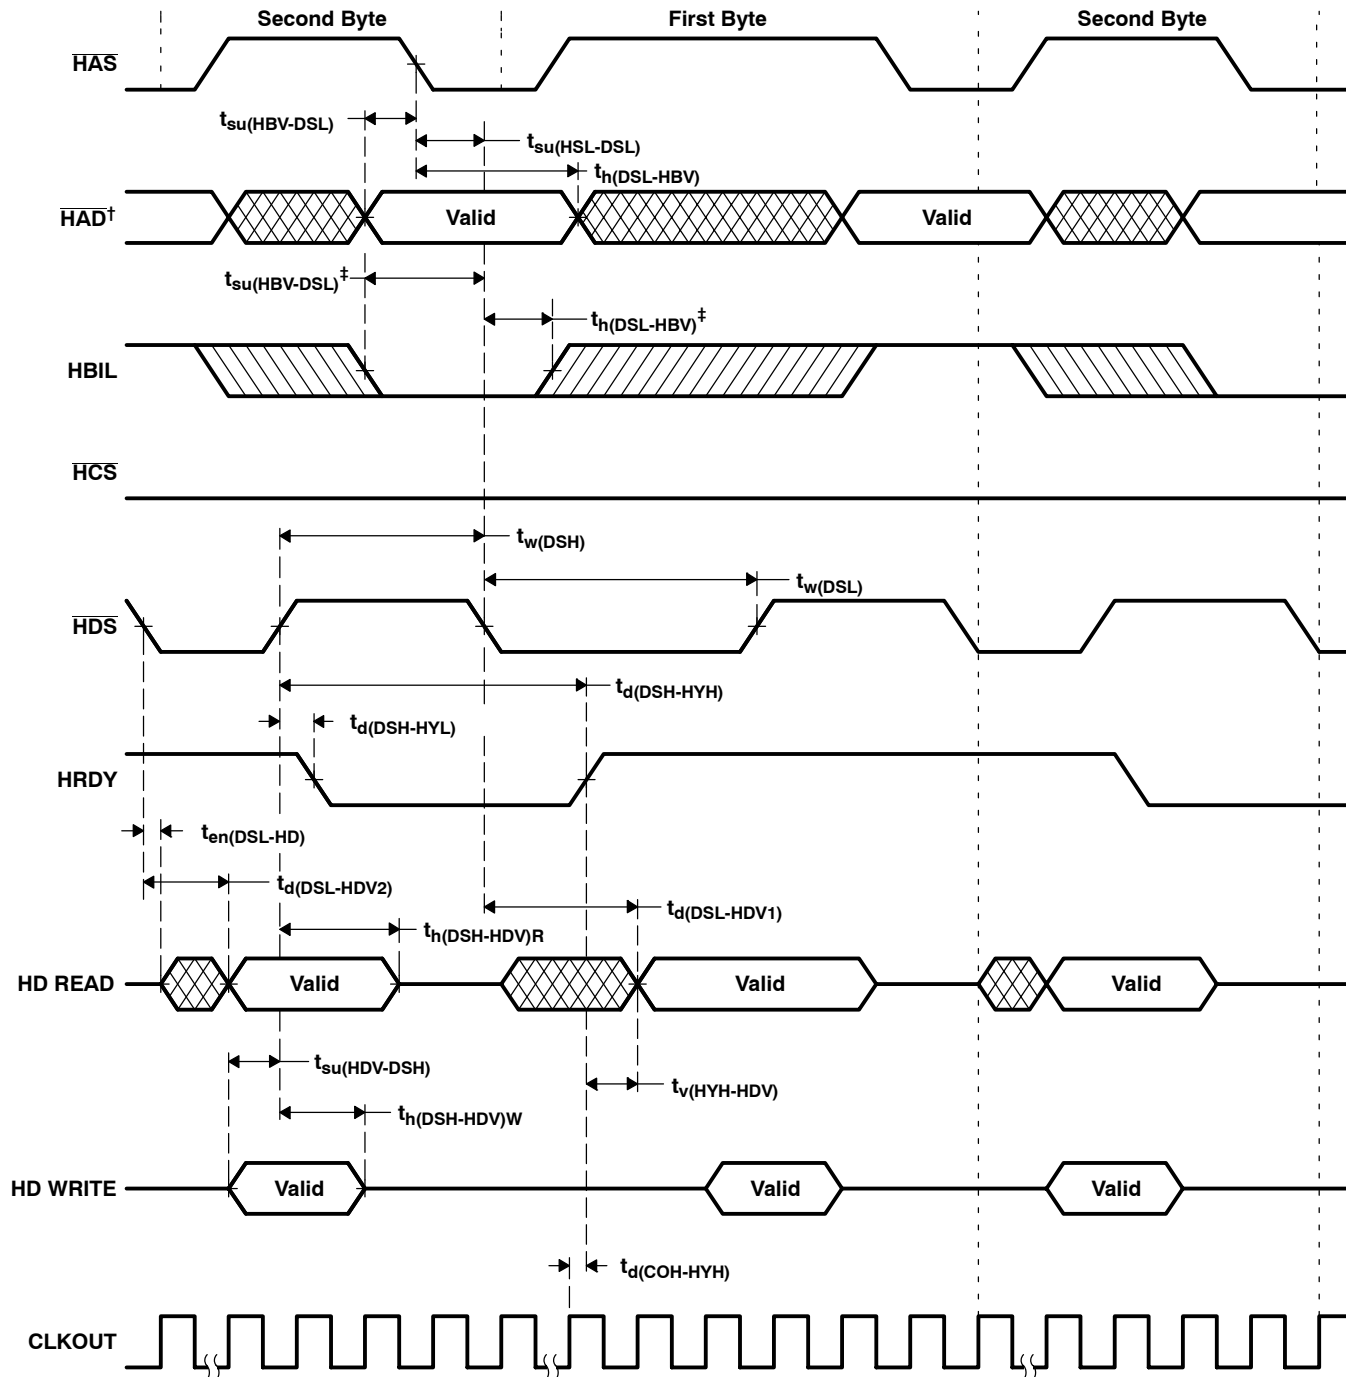 Second Byte First Byte Second Byte
HAS
tsu(HBV-DSL)
tsu(HSL-DSL)
th(DSL-HBV)
HAD† Valid Valid
tsu(HBV-DSL)‡
th(DSL-HBV)‡
HBIL
HCS
tw(DSH)
tw(DSL)
HDS
td(DSH-HYH)
td(DSH-HYL)
HRDY
ten(DSL-HD)
td(DSL-HDV2)
td(DSL-HDV1)
th(DSH-HDV)R
HD READ Valid Valid Valid
tsu(HDV-DSH)
tv(HYH-HDV)
th(DSH-HDV)W
HD WRITE Valid Valid Valid
td(COH-HYH)
CLKOUT